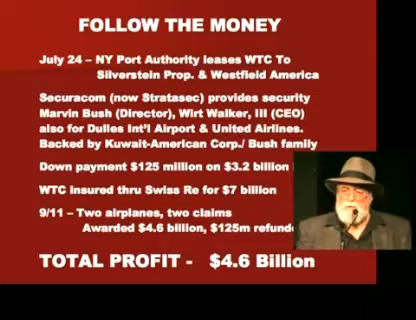 FOLLOW THE MONEY
July 24 – NY Port Authority leases WTC To
Silverstein Prop. & Westfield America
Securacom (now Stratasec) provides security
Marvin Bush (Director), Wirt Walker, III (CEO)
also for Dulles Int'l Airport & United Airlines.
Backed by Kuwait-American Corp./ Bush family
Down payment $125 million on $3.2 billion
WTC insured thru Swiss Re for $7 billion
9/11 – Two airplanes, two claims
Awarded $4.6 billion, $125m refunde
TOTAL PROFIT - $4.6 Billion